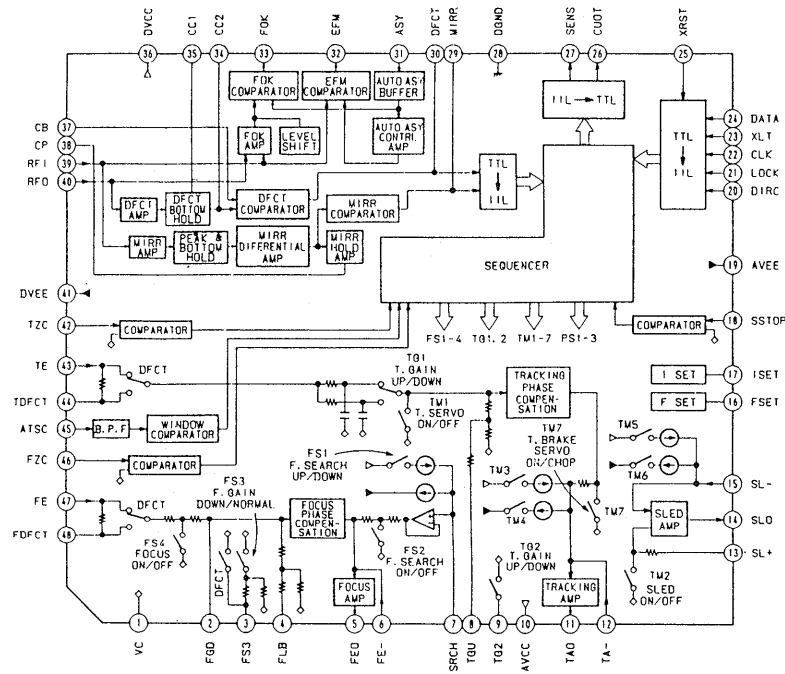 DVCC
CC1
CC2
FOK
EFM
ASY
DFCT
MIRR
DGND
SENS
CUOT
XRST
36
35
34
33
32
31
30
29
28
27
26
25
FOK
COMPARATOR
EFM
COMPARATOR
AUTO ASY
BUFFER
IIL → TTL
FOK
AMP
LEVEL
SHIFT
AUTO ASY
CONTRL
AMP
TTL
↓
IIL
CB 37
CP 38
RFI 39
RFO 40
24 DATA
23 XLT
22 CLK
21 LOCK
20 DIRC
TTL
↓
IIL
DFCT
AMP
DFCT
BOTTOM
HOLD
DFCT
COMPARATOR
MIRR
COMPARATOR
MIRR
AMP
PEAK &
BOTTOM
HOLD
MIRR
DIFERENTIAL
AMP
MIRR
HOLD
AMP
SEQUENCER
19 AVEE
DVEE 41
TZC 42
COMPARATOR
FS1-4 TG1.2 TM1-7 PS1-3
COMPARATOR
18 SSTOP
TE 43
DFCT
TDFCT 44
TG1
T. GAIN
UP/DOWN
TM1
T. SERVO
ON/OFF
TRACKING
PHASE
COMPEN-
SATION
I SET
17 ISET
F SET
16 FSET
ATSC 45
B.P.F
WINDOW
COMPARATOR
TM7
T. BRAKE
SERVO
ON/CHOP
TM5
TM6
FZC 46
COMPARATOR
FS1
F. SEARCH
UP/DOWN
TM3
TM4
TM7
15 SL-
FE 47
DFCT
FDFCT 48
FS3
F. GAIN
DOWN/NORMAL
FOCUS
PHASE
COMPEN-
SATION
SLED
AMP
14 SLO
13 SL+
FS4
FOCUS
ON/OFF
DFCT
FS2
F. SEARCH
ON/OFF
TG2
T. GAIN
UP/DOWN
TM2
SLED
ON/OFF
FOCUS
AMP
TRACKING
AMP
1
2
3
4
5
6
7
8
9
10
11
12
VC
FGD
FS3
FLB
FEO
FE-
SRCH
TGU
TG2
AVCC
TAO
TA-